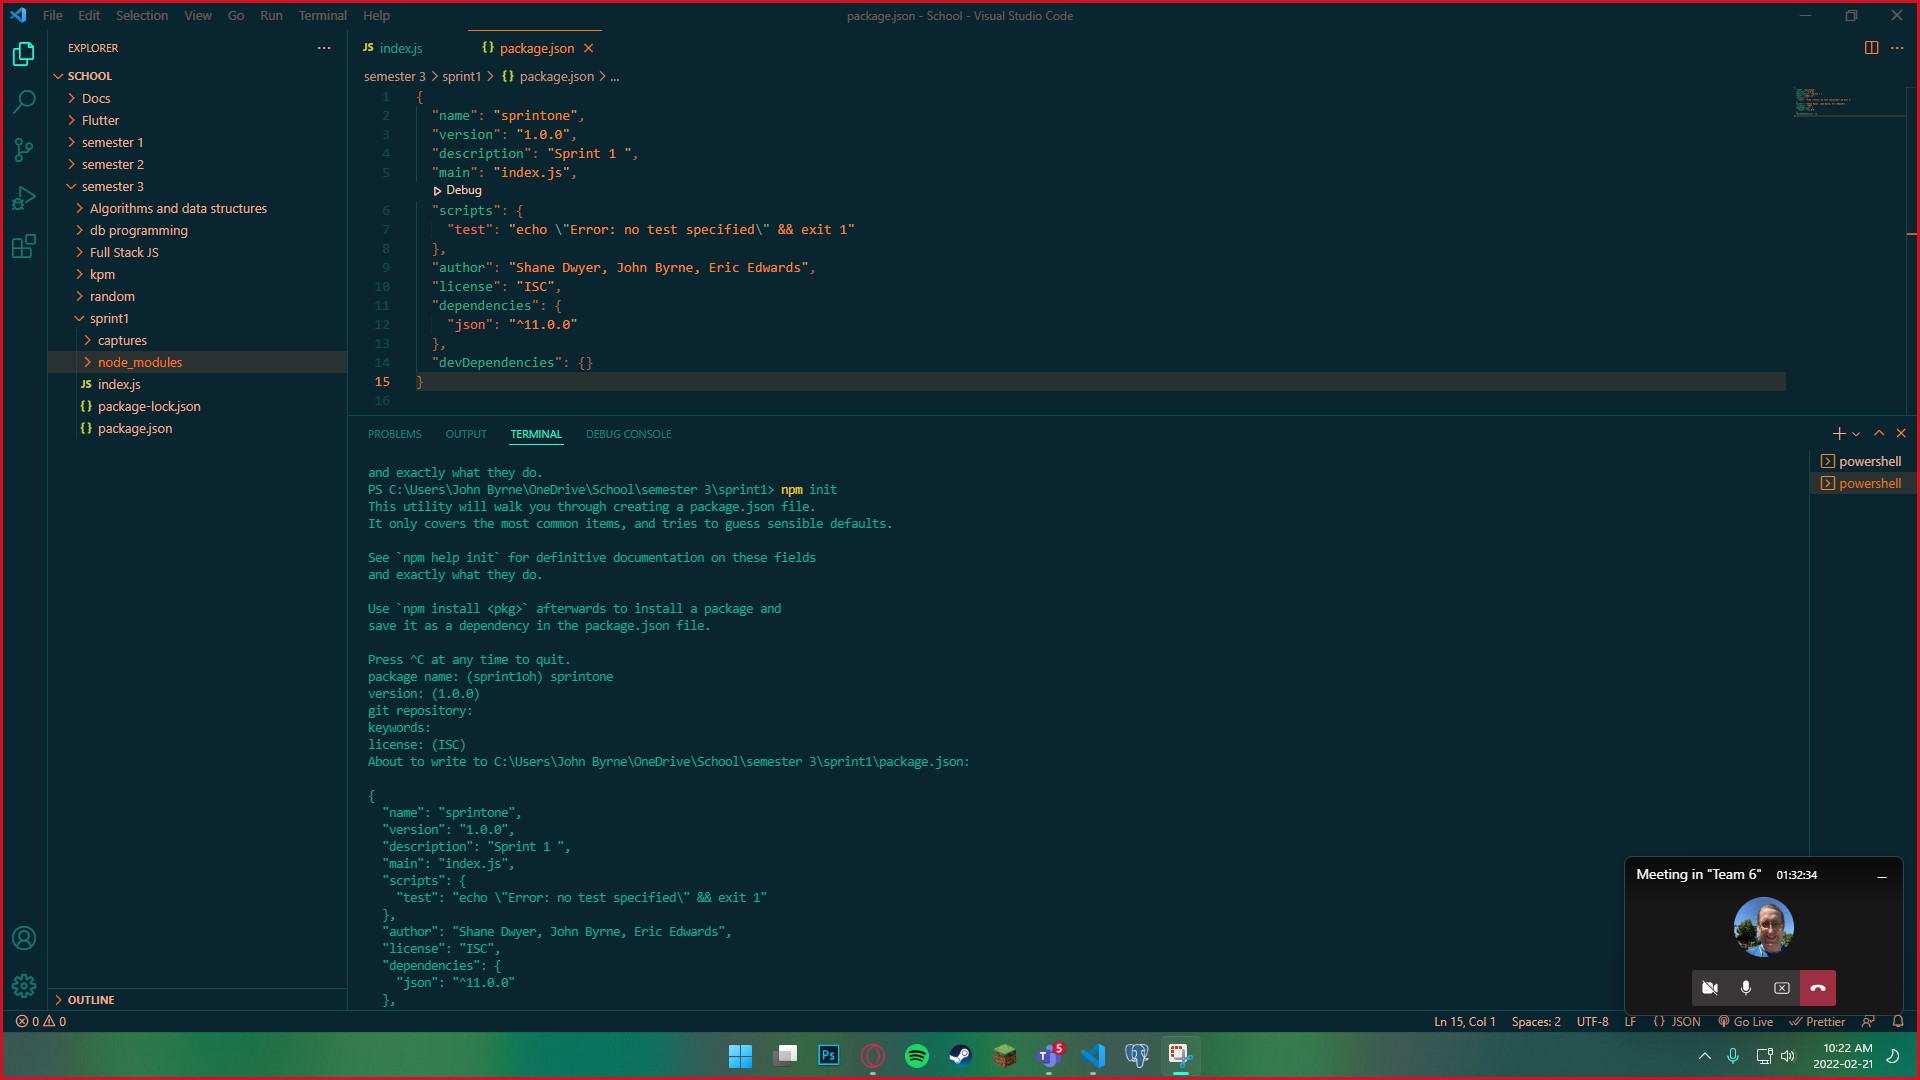 File Edit Selection View Go Run Terminal Help
package.json - School - Visual Studio Code
EXPLORER
SCHOOL
Docs
Flutter
semester 1
semester 2
semester 3
Algorithms and data structures
db programming
Full Stack JS
kpm
random
sprint1
captures
node_modules
JS index.js
{} package-lock.json
{} package.json
OUTLINE
JS index.js {} package.json
semester 3 > sprint1 > {} package.json > ...
1 {
2 "name": "sprintone",
3 "version": "1.0.0",
4 "description": "Sprint 1 ",
5 "main": "index.js",
Debug
6 "scripts": {
7 "test": "echo \"Error: no test specified\" && exit 1"
8 },
9 "author": "Shane Dwyer, John Byrne, Eric Edwards",
10 "license": "ISC",
11 "dependencies": {
12 "json": "^11.0.0"
13 },
14 "devDependencies": {}
15 }
16
PROBLEMS OUTPUT TERMINAL DEBUG CONSOLE
powershell
powershell
and exactly what they do.
PS C:\Users\John Byrne\OneDrive\School\semester 3\sprint1> npm init
This utility will walk you through creating a package.json file.
It only covers the most common items, and tries to guess sensible defaults.
See `npm help init` for definitive documentation on these fields
and exactly what they do.
Use `npm install <pkg>` afterwards to install a package and
save it as a dependency in the package.json file.
Press ^C at any time to quit.
package name: (sprint1oh) sprintone
version: (1.0.0)
git repository:
keywords:
license: (ISC)
About to write to C:\Users\John Byrne\OneDrive\School\semester 3\sprint1\package.json:
{
"name": "sprintone",
"version": "1.0.0",
"description": "Sprint 1 ",
"main": "index.js",
"scripts": {
"test": "echo \"Error: no test specified\" && exit 1"
},
"author": "Shane Dwyer, John Byrne, Eric Edwards",
"license": "ISC",
"dependencies": {
"json": "^11.0.0"
},
Meeting in "Team 6" 01:32:34
0 0
Ln 15, Col 1 Spaces: 2 UTF-8 LF {} JSON Go Live Prettier
Ps
5
10:22 AM
2022-02-21